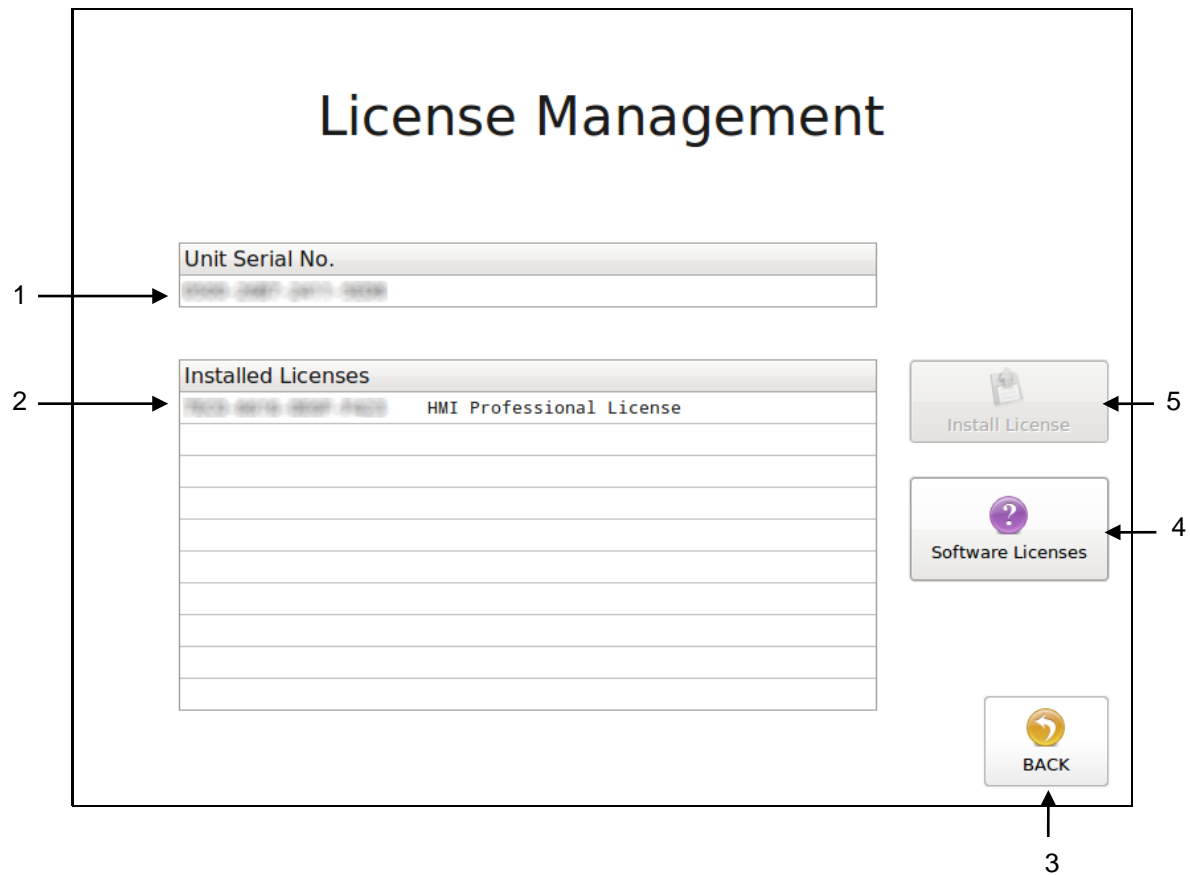 License Management
Unit Serial No.
1
Installed Licenses
2
HMI Professional License
Install License
5
?
Software Licenses
4
BACK
3